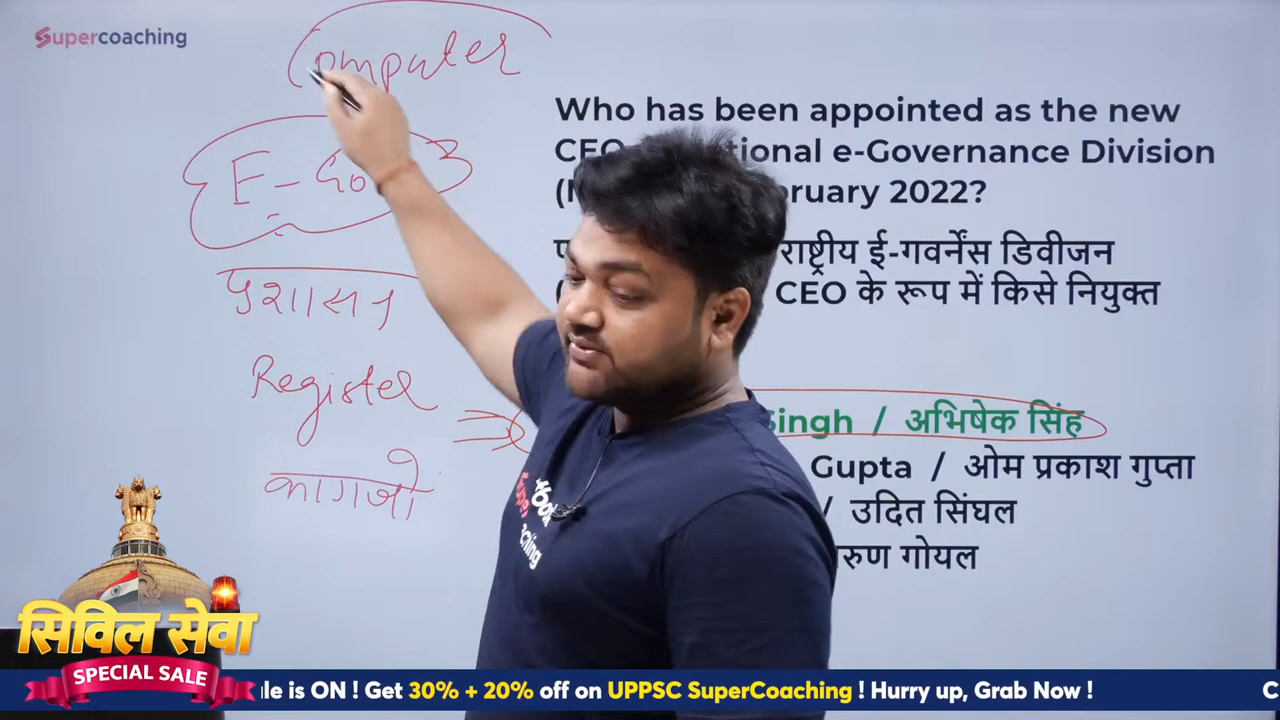 Supercoaching
Computer
E-Gov
प्रशासन
Register
कागजो
Who has been appointed as the new
tional e-Governance Division
ruary 2022?
राष्ट्रीय ई-गवर्नेंस डिवीजन
CEO के रूप में किसे नियुक्त
Singh / अभिषेक सिंह
Gupta / ओम प्रकाश गुप्ता
/ उदित सिंघल
रुण गोयल
सिविल सेवा
SPECIAL SALE
le is ON ! Get 30% + 20% off on UPPSC SuperCoaching ! Hurry up, Grab Now !
C